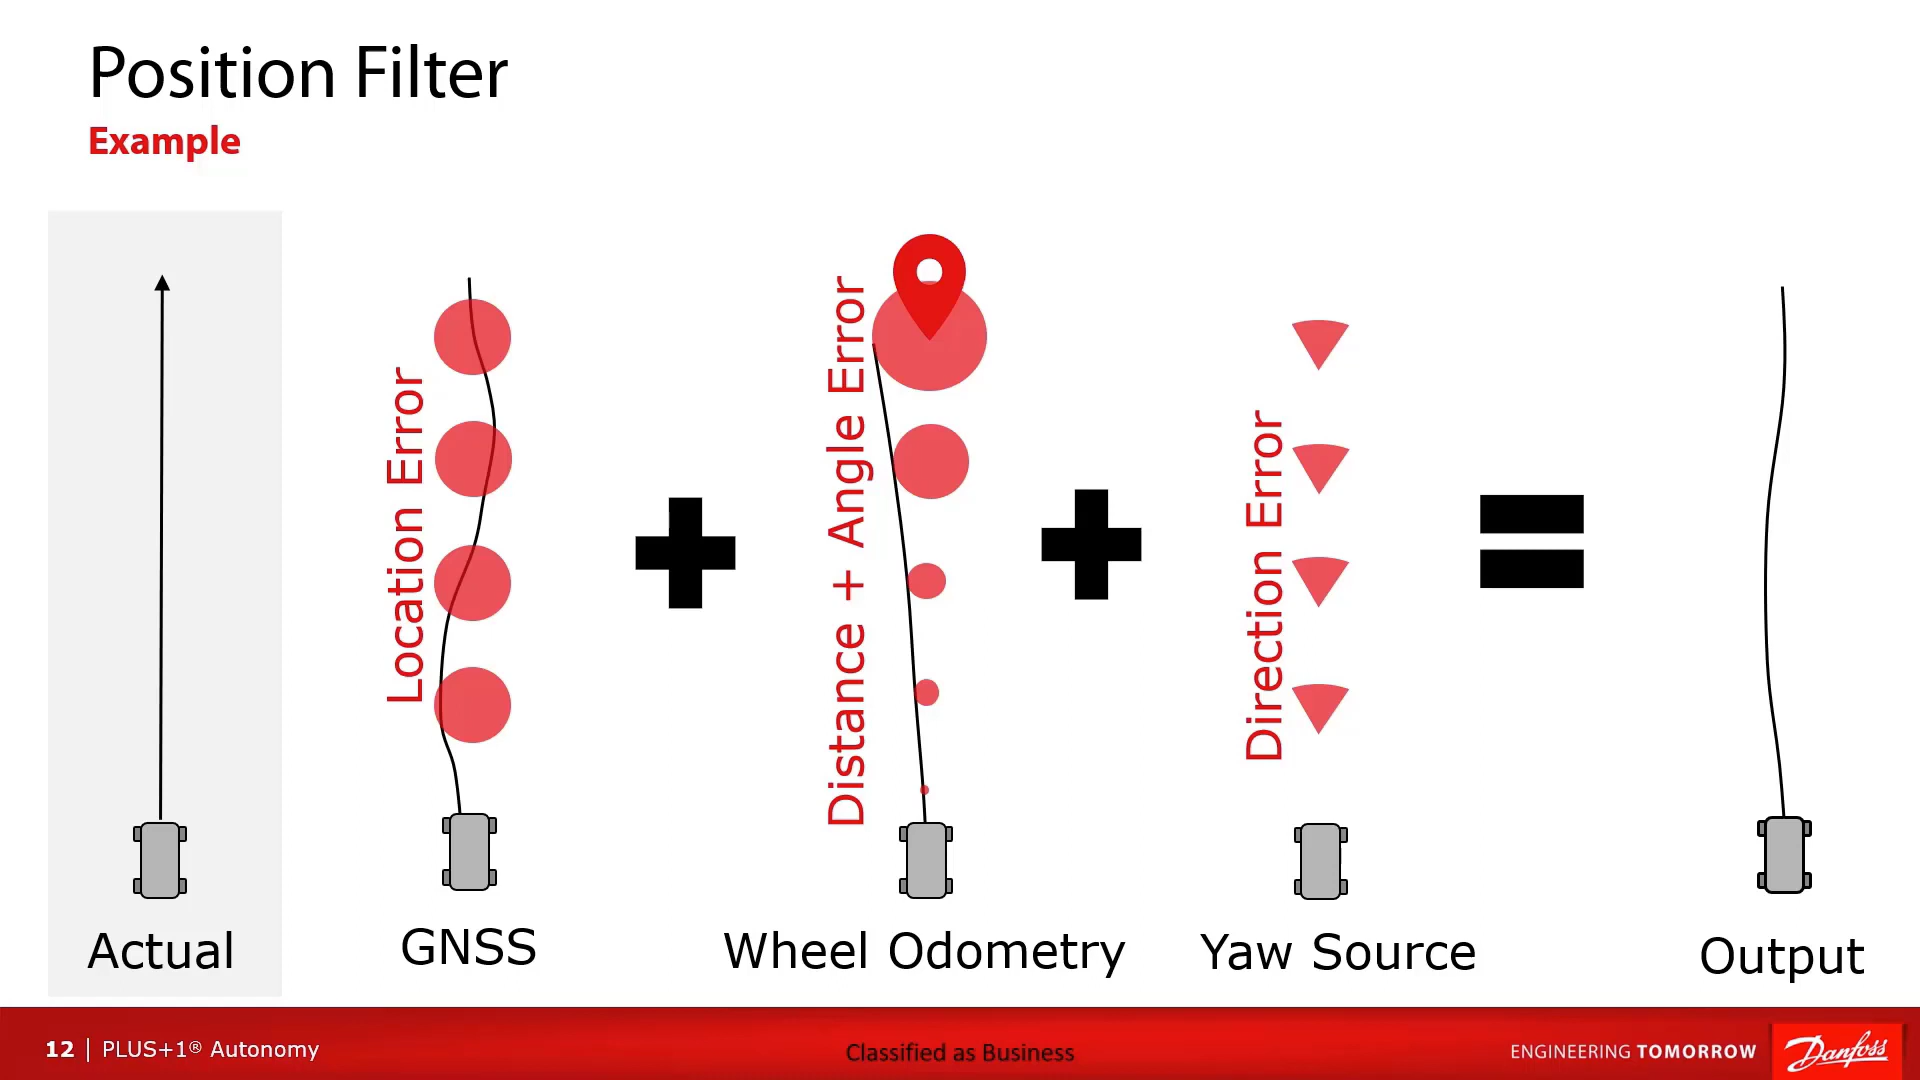 Position Filter
Example
Location Error
Distance + Angle Error
Direction Error
Actual
GNSS
Wheel Odometry
Yaw Source
Output
12 | PLUS+1® Autonomy
Classified as Business
ENGINEERING TOMORROW
Danfoss